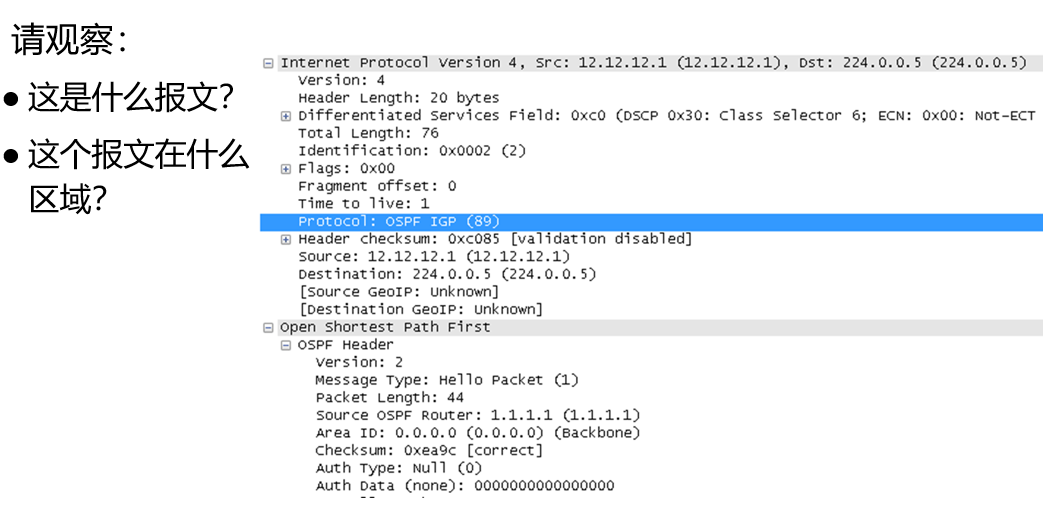 请观察：
● 这是什么报文？
● 这个报文在什么
区域？
Internet Protocol Version 4, Src: 12.12.12.1 (12.12.12.1), Dst: 224.0.0.5 (224.0.0.5)
Version: 4
Header Length: 20 bytes
Differentiated Services Field: 0xc0 (DSCP 0x30: Class Selector 6; ECN: 0x00: Not-ECT
Total Length: 76
Identification: 0x0002 (2)
Flags: 0x00
Fragment offset: 0
Time to live: 1
Protocol: OSPF IGP (89)
Header checksum: 0xc085 [validation disabled]
Source: 12.12.12.1 (12.12.12.1)
Destination: 224.0.0.5 (224.0.0.5)
[Source GeoIP: Unknown]
[Destination GeoIP: Unknown]
Open Shortest Path First
OSPF Header
Version: 2
Message Type: Hello Packet (1)
Packet Length: 44
Source OSPF Router: 1.1.1.1 (1.1.1.1)
Area ID: 0.0.0.0 (0.0.0.0) (Backbone)
Checksum: 0xea9c [correct]
Auth Type: Null (0)
Auth Data (none): 0000000000000000